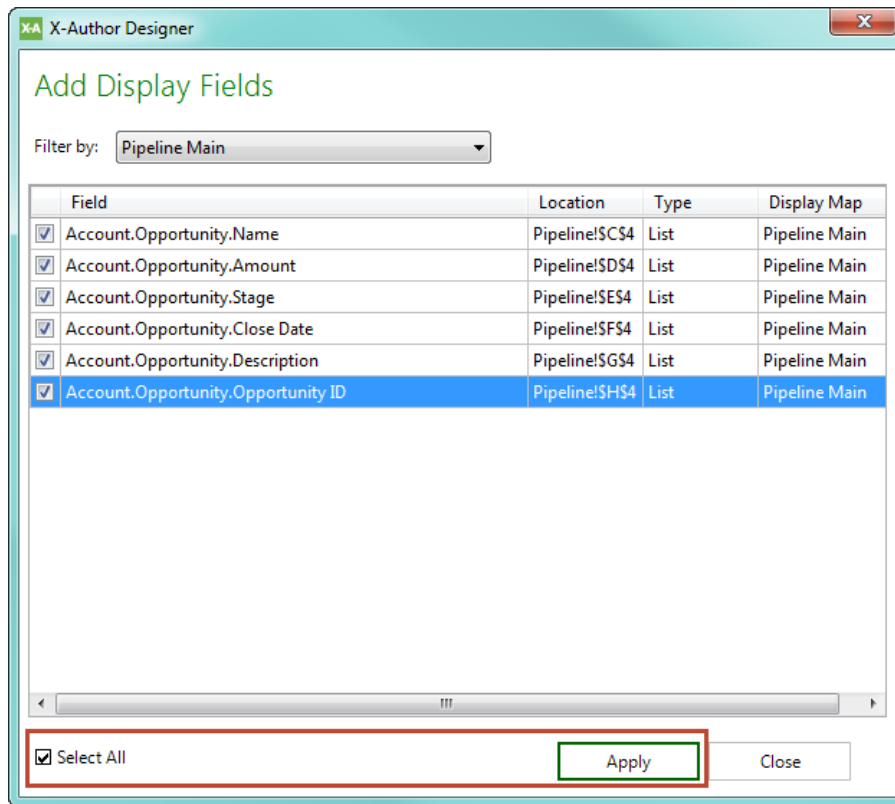 X-A X-Author Designer
Add Display Fields
Filter by: Pipeline Main
Field Location Type Display Map
Account.Opportunity.Name Pipeline!$C$4 List Pipeline Main
Account.Opportunity.Amount Pipeline!$D$4 List Pipeline Main
Account.Opportunity.Stage Pipeline!$E$4 List Pipeline Main
Account.Opportunity.Close Date Pipeline!$F$4 List Pipeline Main
Account.Opportunity.Description Pipeline!$G$4 List Pipeline Main
Account.Opportunity.Opportunity ID Pipeline!$H$4 List Pipeline Main
Select All Apply Close